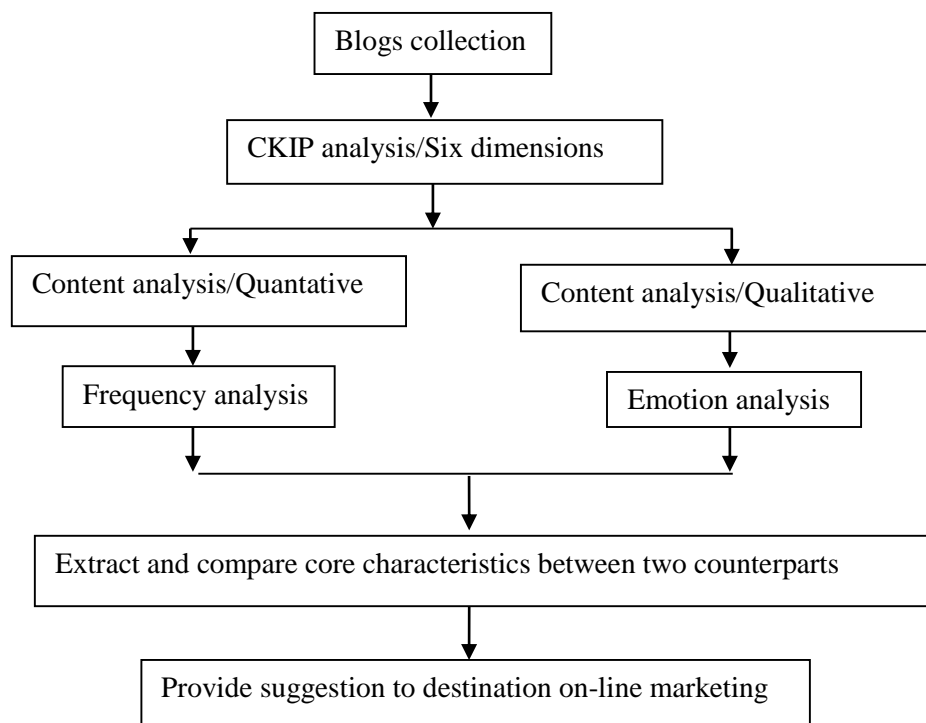 Blogs collection
CKIP analysis/Six dimensions
Content analysis/Quantative
Content analysis/Qualitative
Frequency analysis
Emotion analysis
Extract and compare core characteristics between two counterparts
Provide suggestion to destination on-line marketing